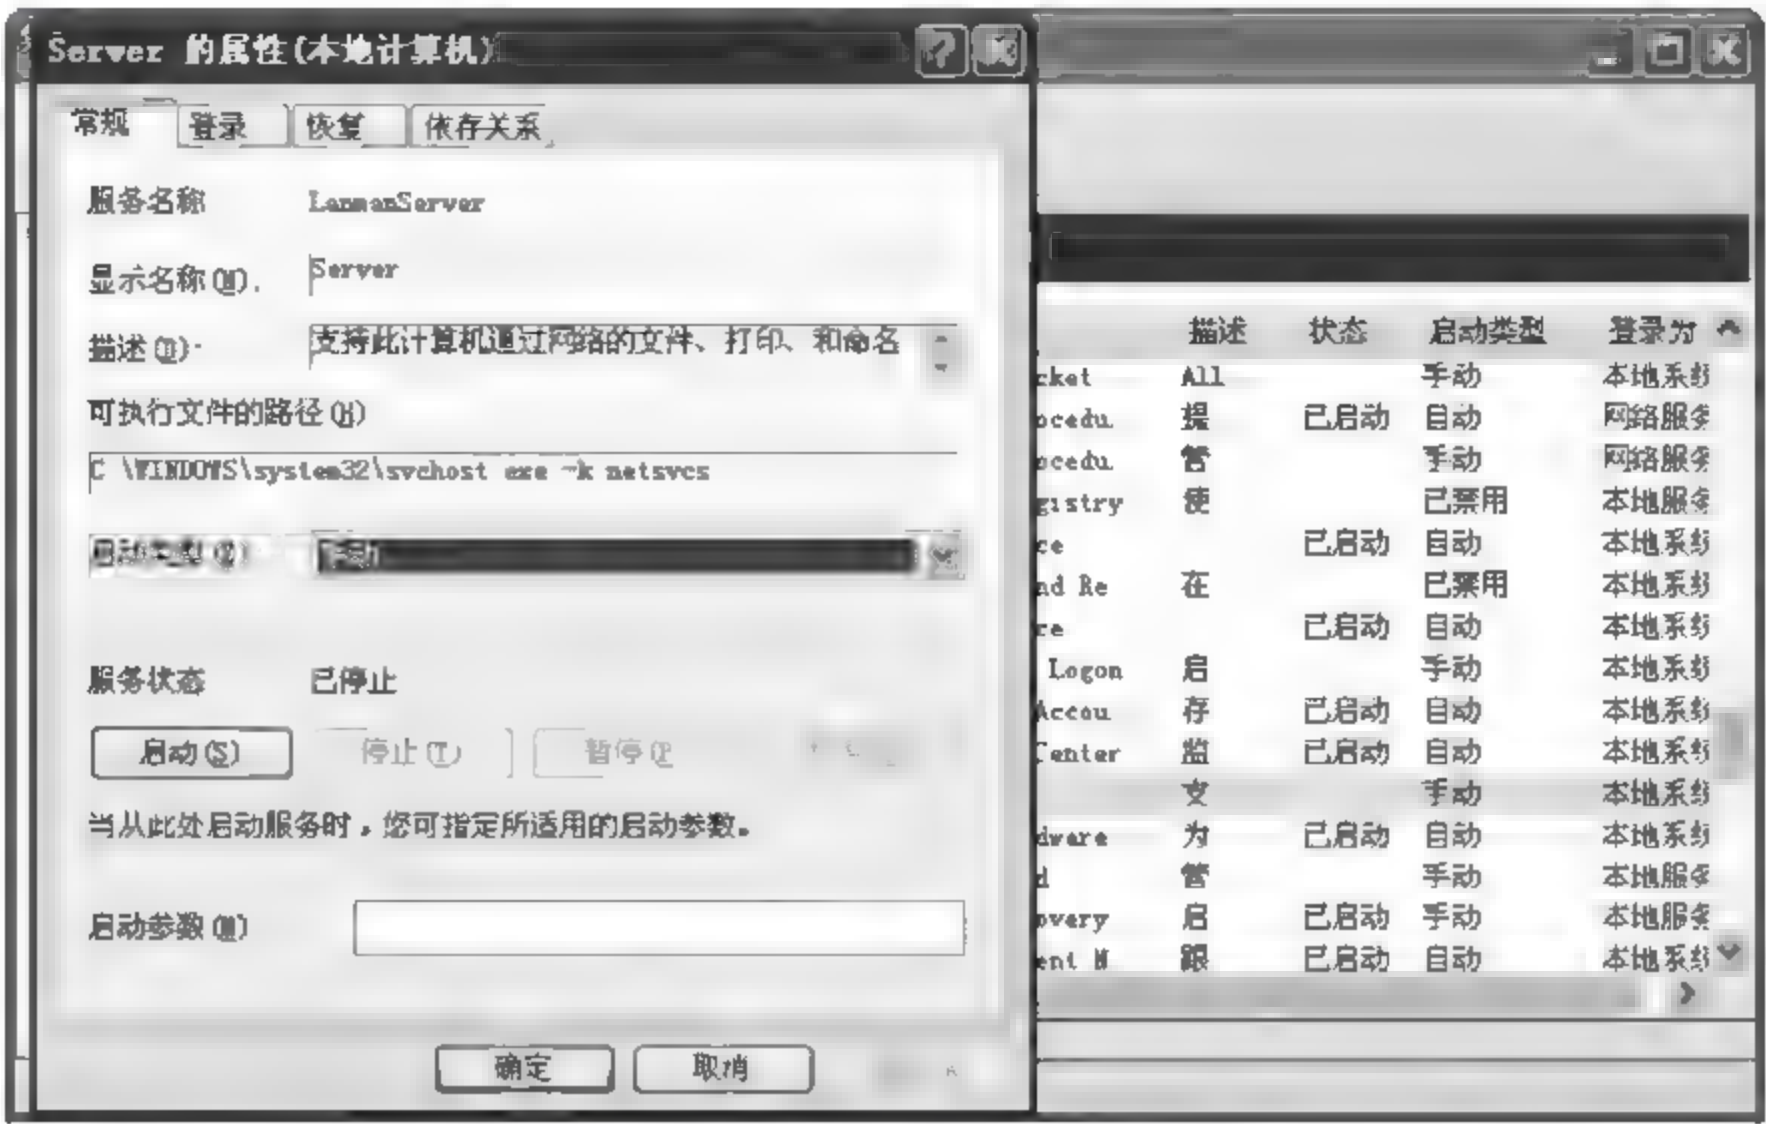 Server 的属性(本地计算机)
常规 登录 恢复 依存关系
服务名称 LanmanServer
显示名称(N). Server
描述(D) 支持此计算机通过网络的文件、打印、和命名
可执行文件的路径(H)
C \WINDOWS\system32\svchost exe -k netsvcs
启动类型 手动
服务状态 已停止
启动(S) 停止(T) 暂停(P
当从此处启动服务时，您可指定所适用的启动参数。
启动参数(M)
确定 取消
描述 状态 启动类型 登录为
cket All 手动 本地系统
ocedu. 提 已启动 自动 网络服务
ocedu. 管 手动 网络服务
gistry 使 已禁用 本地服务
ce 已启动 自动 本地系统
nd Re 在 已禁用 本地系统
re 已启动 自动 本地系统
Logon 启 手动 本地系统
Accou 存 已启动 自动 本地系统
Center 监 已启动 自动 本地系统
支 手动 本地系统
dware 为 已启动 自动 本地系统
d 管 手动 本地服务
overy 启 已启动 手动 本地服务
ent M 跟 已启动 自动 本地系统